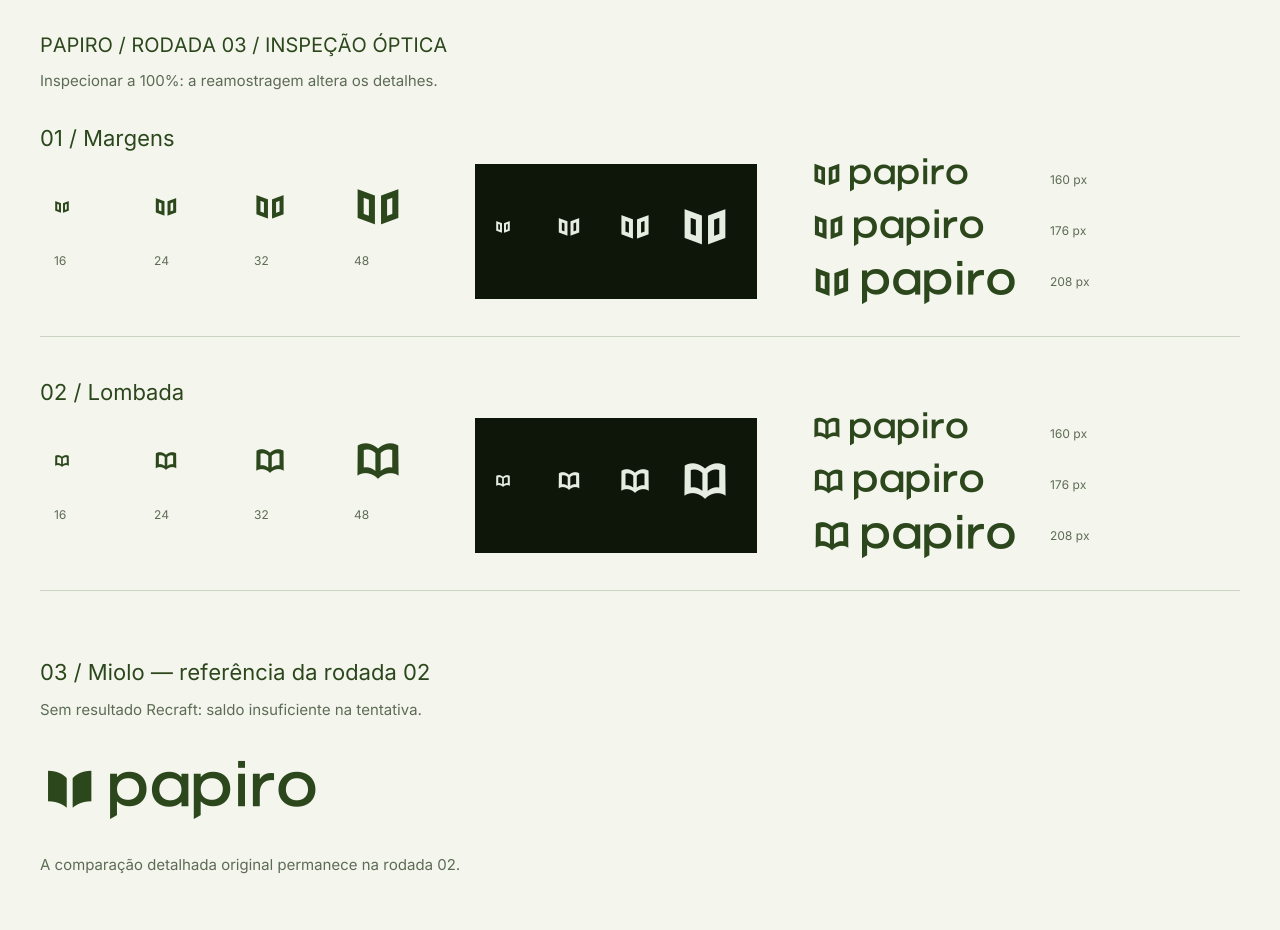 PAPIRO / RODADA 03 / INSPEÇÃO ÓPTICA
Inspecionar a 100%: a reamostragem altera os detalhes.
01 / Margens
16 24 32 48
papiro 160 px
papiro 176 px
papiro 208 px
02 / Lombada
16 24 32 48
papiro 160 px
papiro 176 px
papiro 208 px
03 / Miolo — referência da rodada 02
Sem resultado Recraft: saldo insuficiente na tentativa.
papiro
A comparação detalhada original permanece na rodada 02.